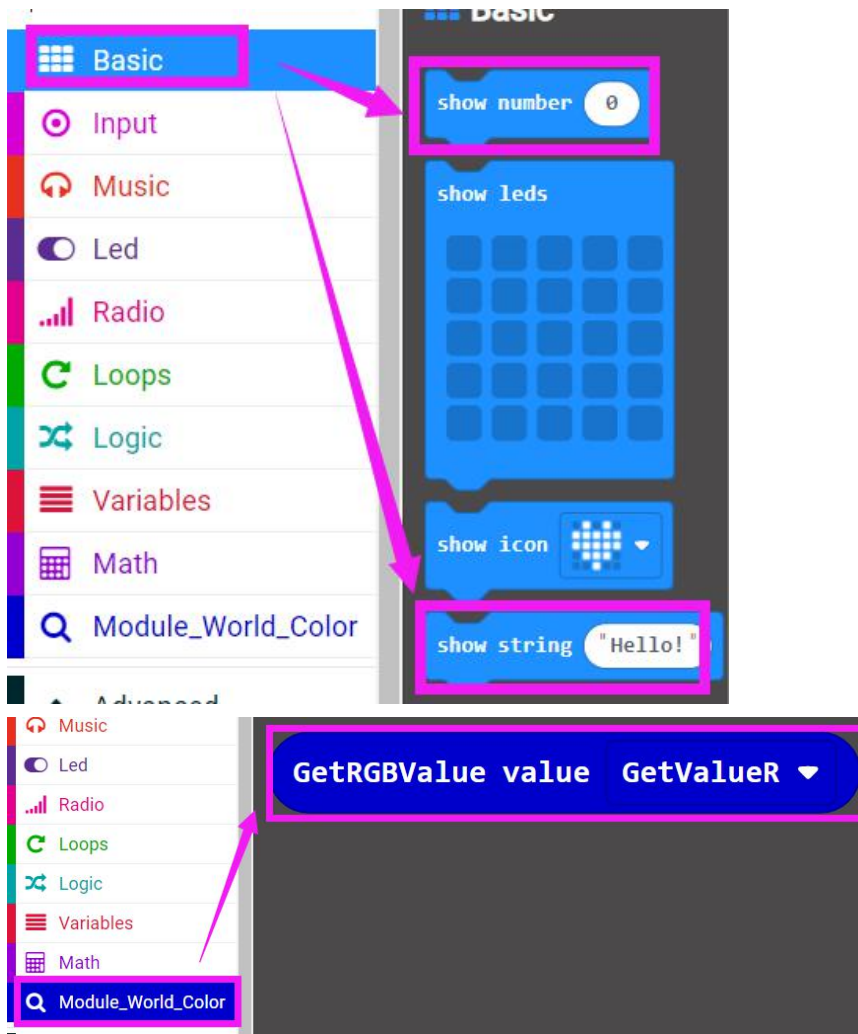 Basic
Input
Music
Led
Radio
Loops
Logic
Variables
Math
Module_World_Color
Advanced
Basic
show number 0
show leds
show icon
show string "Hello!"
Music
Led
Radio
Loops
Logic
Variables
Math
Module_World_Color
GetRGBValue value GetValueR